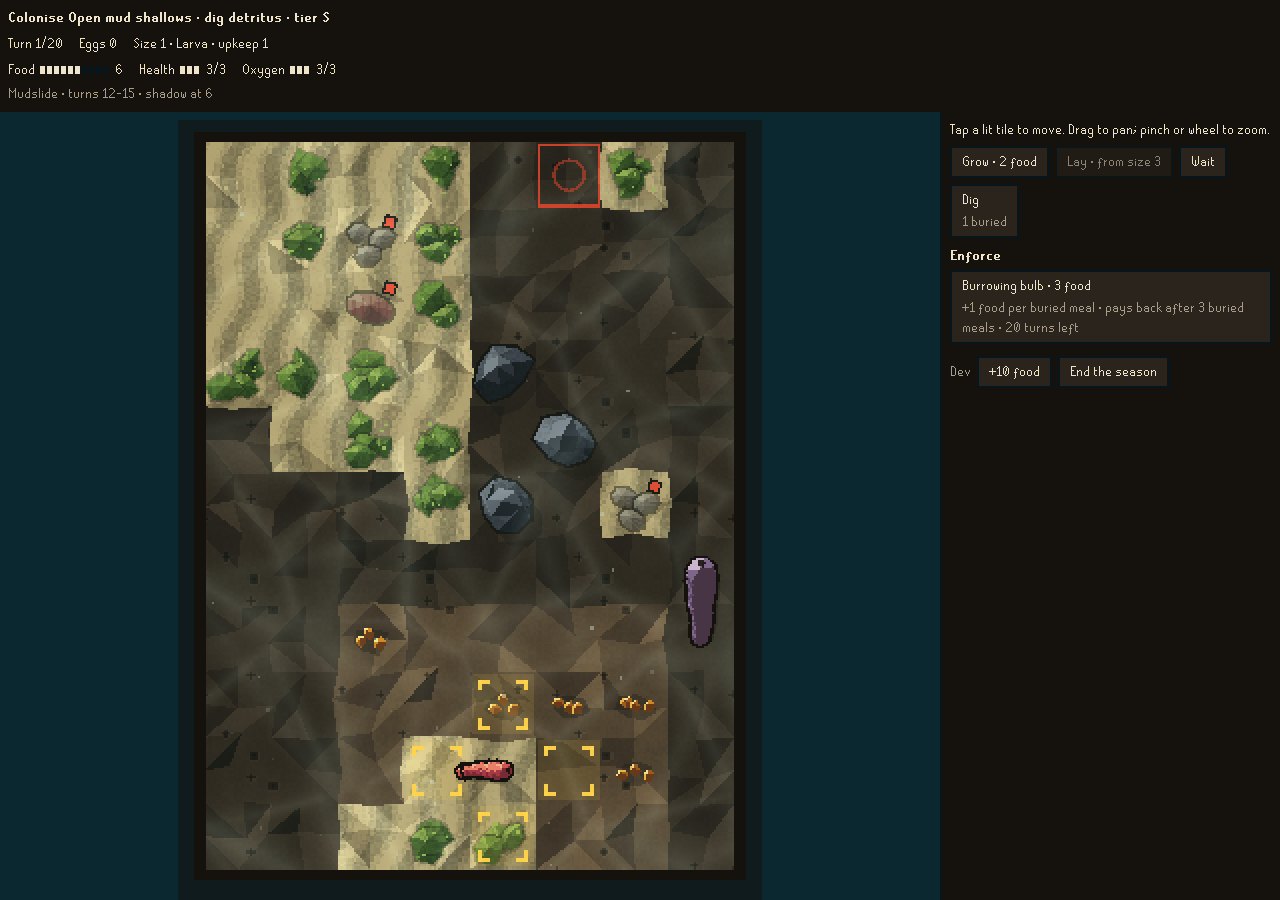 Colonise Open mud shallows · dig detritus · tier S
Turn 1/20 Eggs 0 Size 1 · Larva · upkeep 1
Food 6 Health 3/3 Oxygen 3/3
Mudslide · turns 12-15 · shadow at 6
Tap a lit tile to move. Drag to pan; pinch or wheel to zoom.
Grow · 2 food Lay · from size 3 Wait
Dig
1 buried
Enforce
Burrowing bulb · 3 food
+1 food per buried meal · pays back after 3 buried
meals · 20 turns left
Dev +10 food End the season